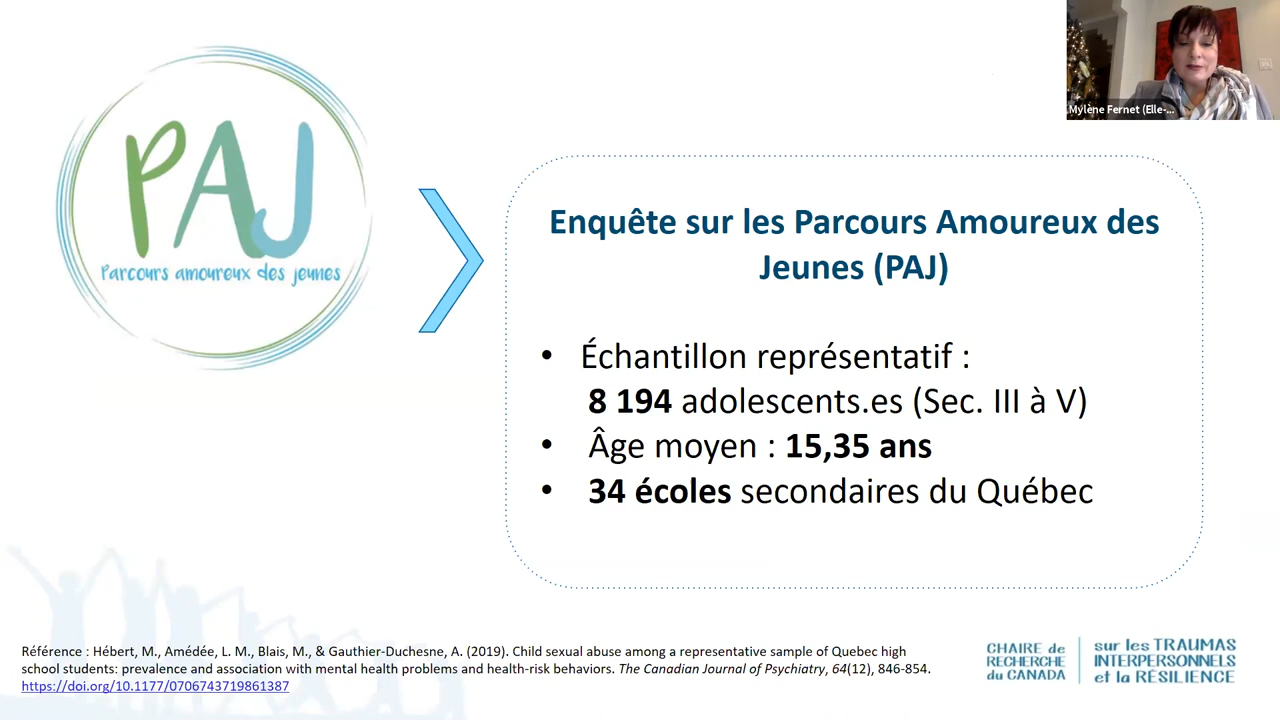 PAJ
Parcours amoureux des jeunes
Mylène Fernet (Elle-...
Enquête sur les Parcours Amoureux des
Jeunes (PAJ)
• Échantillon représentatif :
8 194 adolescents.es (Sec. III à V)
• Âge moyen : 15,35 ans
• 34 écoles secondaires du Québec
Référence : Hébert, M., Amédée, L. M., Blais, M., & Gauthier-Duchesne, A. (2019). Child sexual abuse among a representative sample of Quebec high
school students: prevalence and association with mental health problems and health-risk behaviors. The Canadian Journal of Psychiatry, 64(12), 846-854.
https://doi.org/10.1177/0706743719861387
CHAIRE de
RECHERCHE
du CANADA
sur les TRAUMAS
INTERPERSONNELS
et la RÉSILIENCE